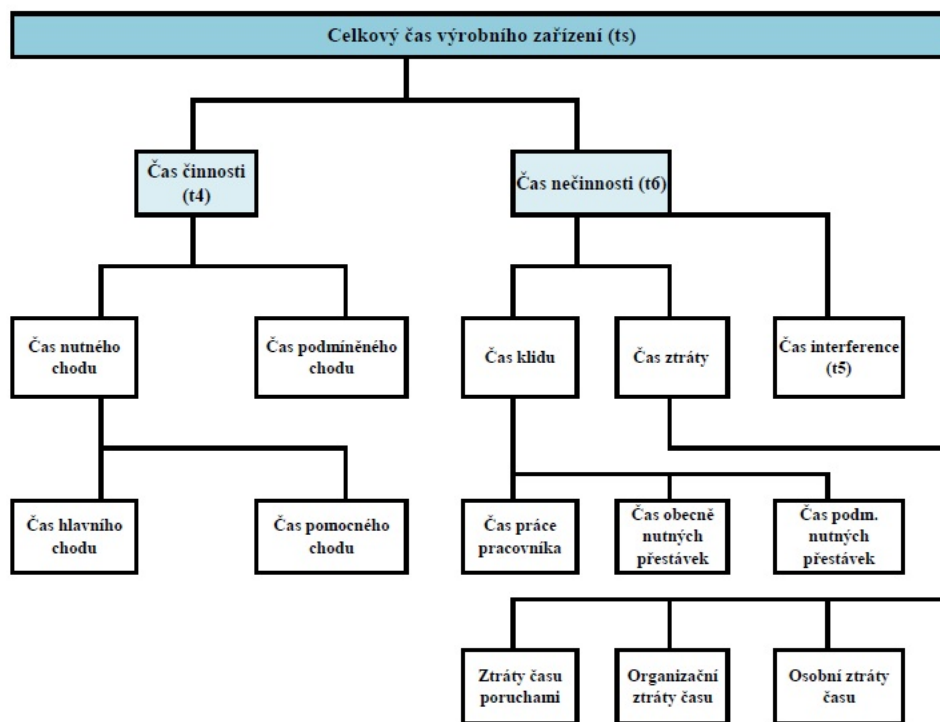 Celkový čas výrobního zařízení (ts)
Čas činnosti
(t4)
Čas nečinnosti (t6)
Čas nutného
chodu
Čas podmíněného
chodu
Čas klidu
Čas ztráty
Čas interference
(t5)
Čas hlavního
chodu
Čas pomocného
chodu
Čas práce
pracovníka
Čas obecně
nutných
přestávek
Čas podm.
nutných
přestávek
Ztráty času
poruchami
Organizační
ztráty času
Osobní ztráty
času